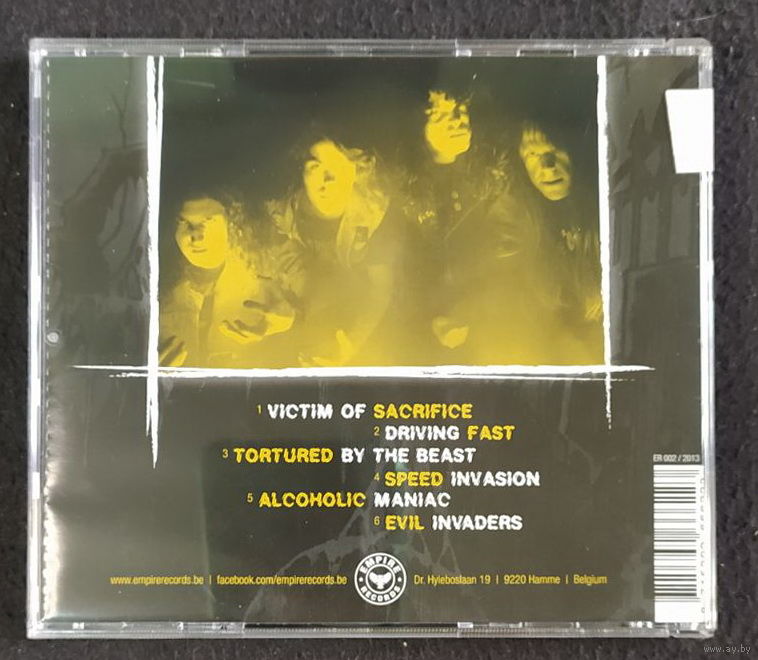 1 VICTIM OF SACRIFICE
2 DRIVING FAST
3 TORTURED BY THE BEAST
4 SPEED INVASION
5 ALCOHOLIC MANIAC
6 EVIL INVADERS
ER 002 / 2013
www.empirerecords.be | facebook.com/empirerecords.be
EMPIRE RECORDS
Dr. Hyleboslaan 19 | 9220 Hamme | Belgium
www.ay.by